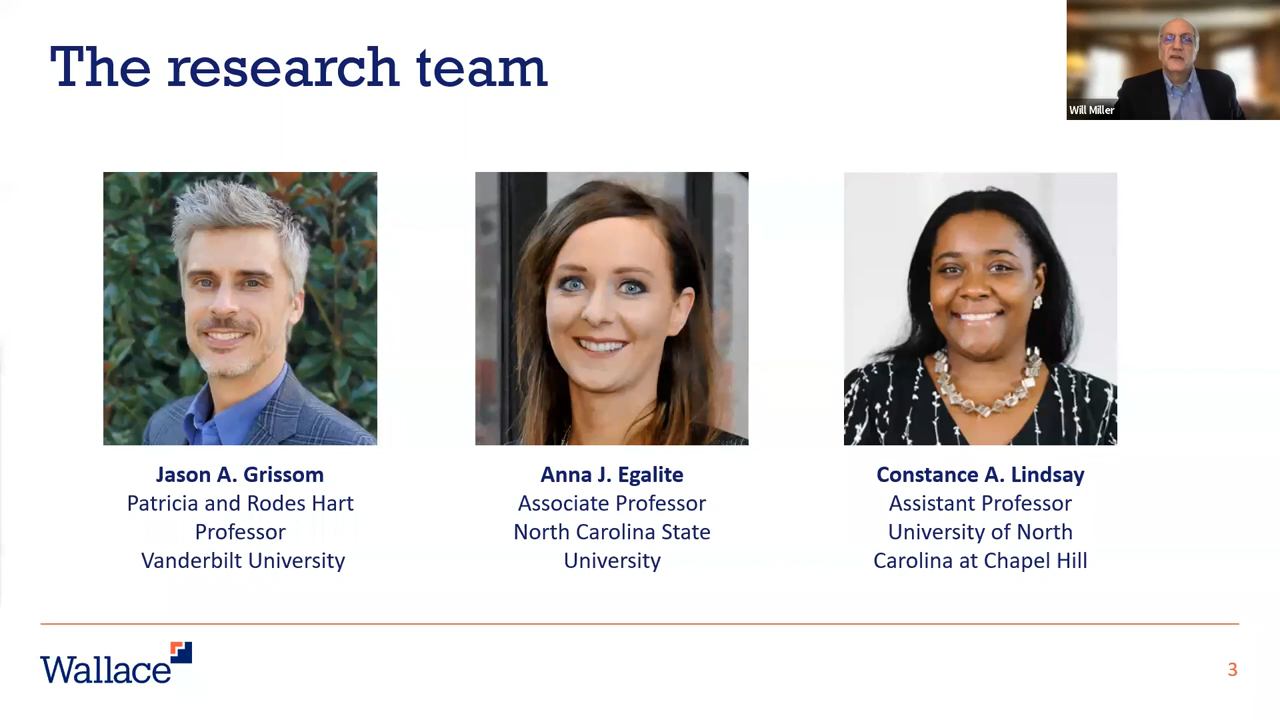 The research team
Will Miller
Jason A. Grissom
Patricia and Rodes Hart
Professor
Vanderbilt University
Anna J. Egalite
Associate Professor
North Carolina State
University
Constance A. Lindsay
Assistant Professor
University of North
Carolina at Chapel Hill
Wallace
3